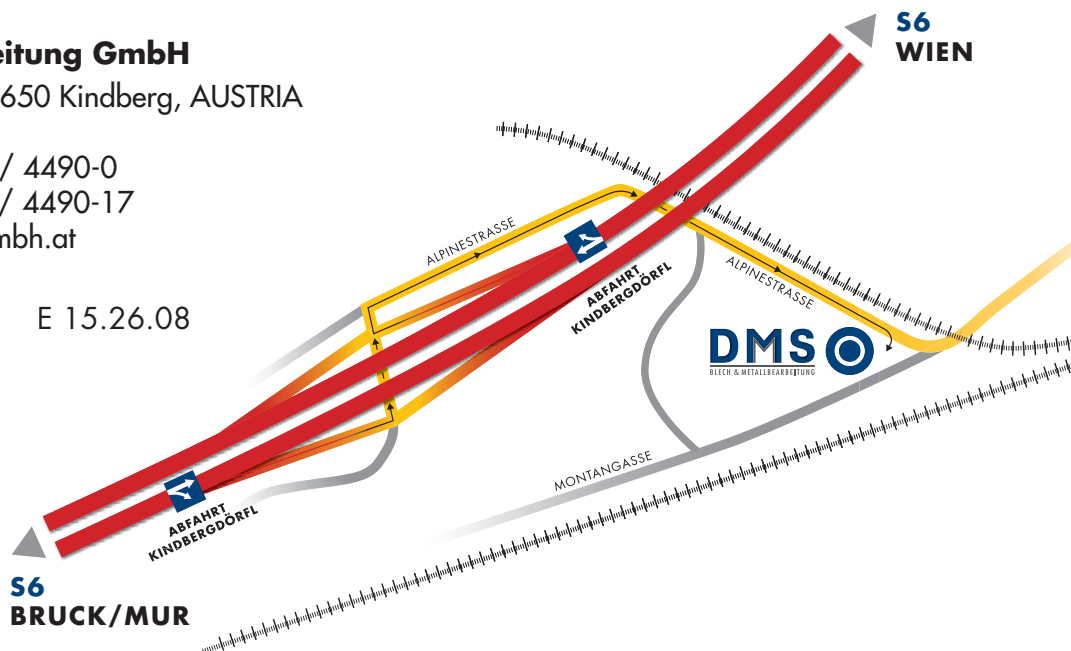 eitung GmbH
650 Kindberg, AUSTRIA
/ 4490-0
/ 4490-17
mbh.at
E 15.26.08
S6
WIEN
ALPINESTRASSE
ABFAHRT
KINDBERGDÖRFL
ALPINESTRASSE
DMS
BLECH & METALLBEARBEITUNG
MONTANGASSE
ABFAHRT
KINDBERGDÖRFL
S6
BRUCK/MUR